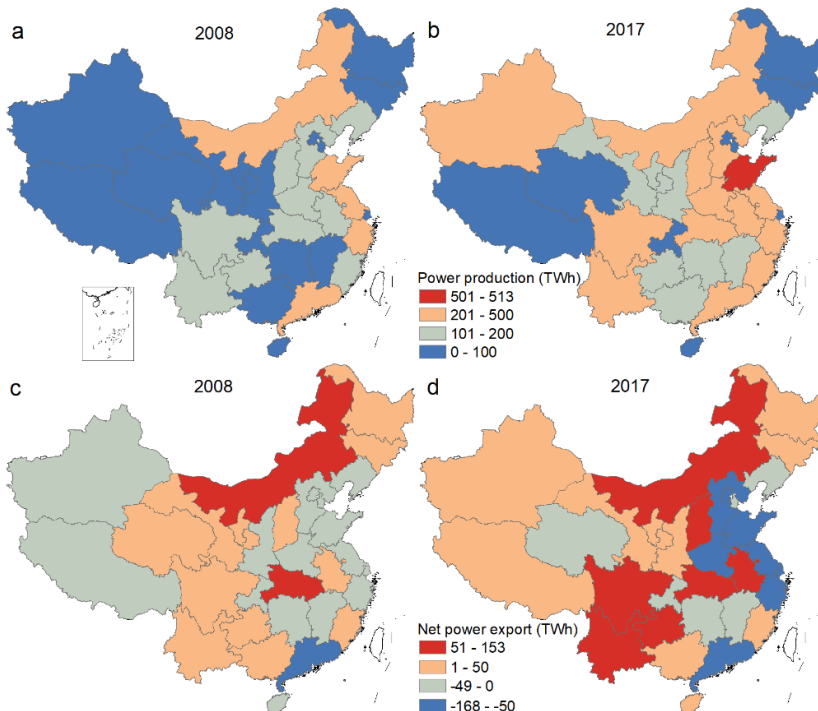 a
2008
b
2017
Power production (TWh)
501 - 513
201 - 500
101 - 200
0 - 100
c
2008
d
2017
Net power export (TWh)
51 - 153
1 - 50
-49 - 0
-168 - -50